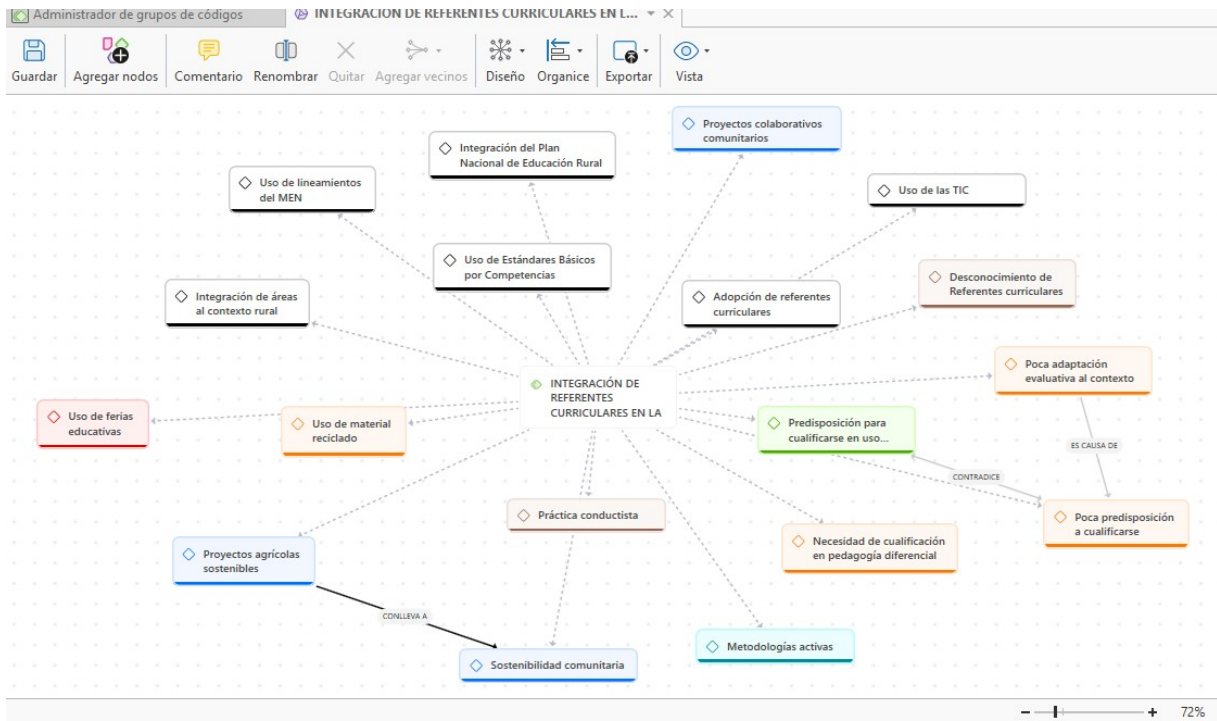 Administrador de grupos de códigos
INTEGRACIÓN DE REFERENTES CURRICULARES EN L...
Guardar
Agregar nodos
Comentario
Renombrar
Quitar
Agregar vecinos
Diseño
Organice
Exportar
Vista
Proyectos colaborativos
comunitarios
Integración del Plan
Nacional de Educación Rural
Uso de lineamientos
del MEN
Uso de las TIC
Uso de Estándares Básicos
por Competencias
Desconocimiento de
Referentes curriculares
Integración de áreas
al contexto rural
Adopción de referentes
curriculares
Poca adaptación
evaluativa al contexto
INTEGRACIÓN DE
REFERENTES
CURRICULARES EN LA
Uso de ferias
educativas
Uso de material
reciclado
Predisposición para
cualificarse en uso...
ES CAUSA DE
CONTRADICE
Práctica conductista
Poca predisposición
a cualificarse
Necesidad de cualificación
en pedagogía diferencial
Proyectos agrícolas
sostenibles
CONLLEVA A
Metodologías activas
Sostenibilidad comunitaria
72%